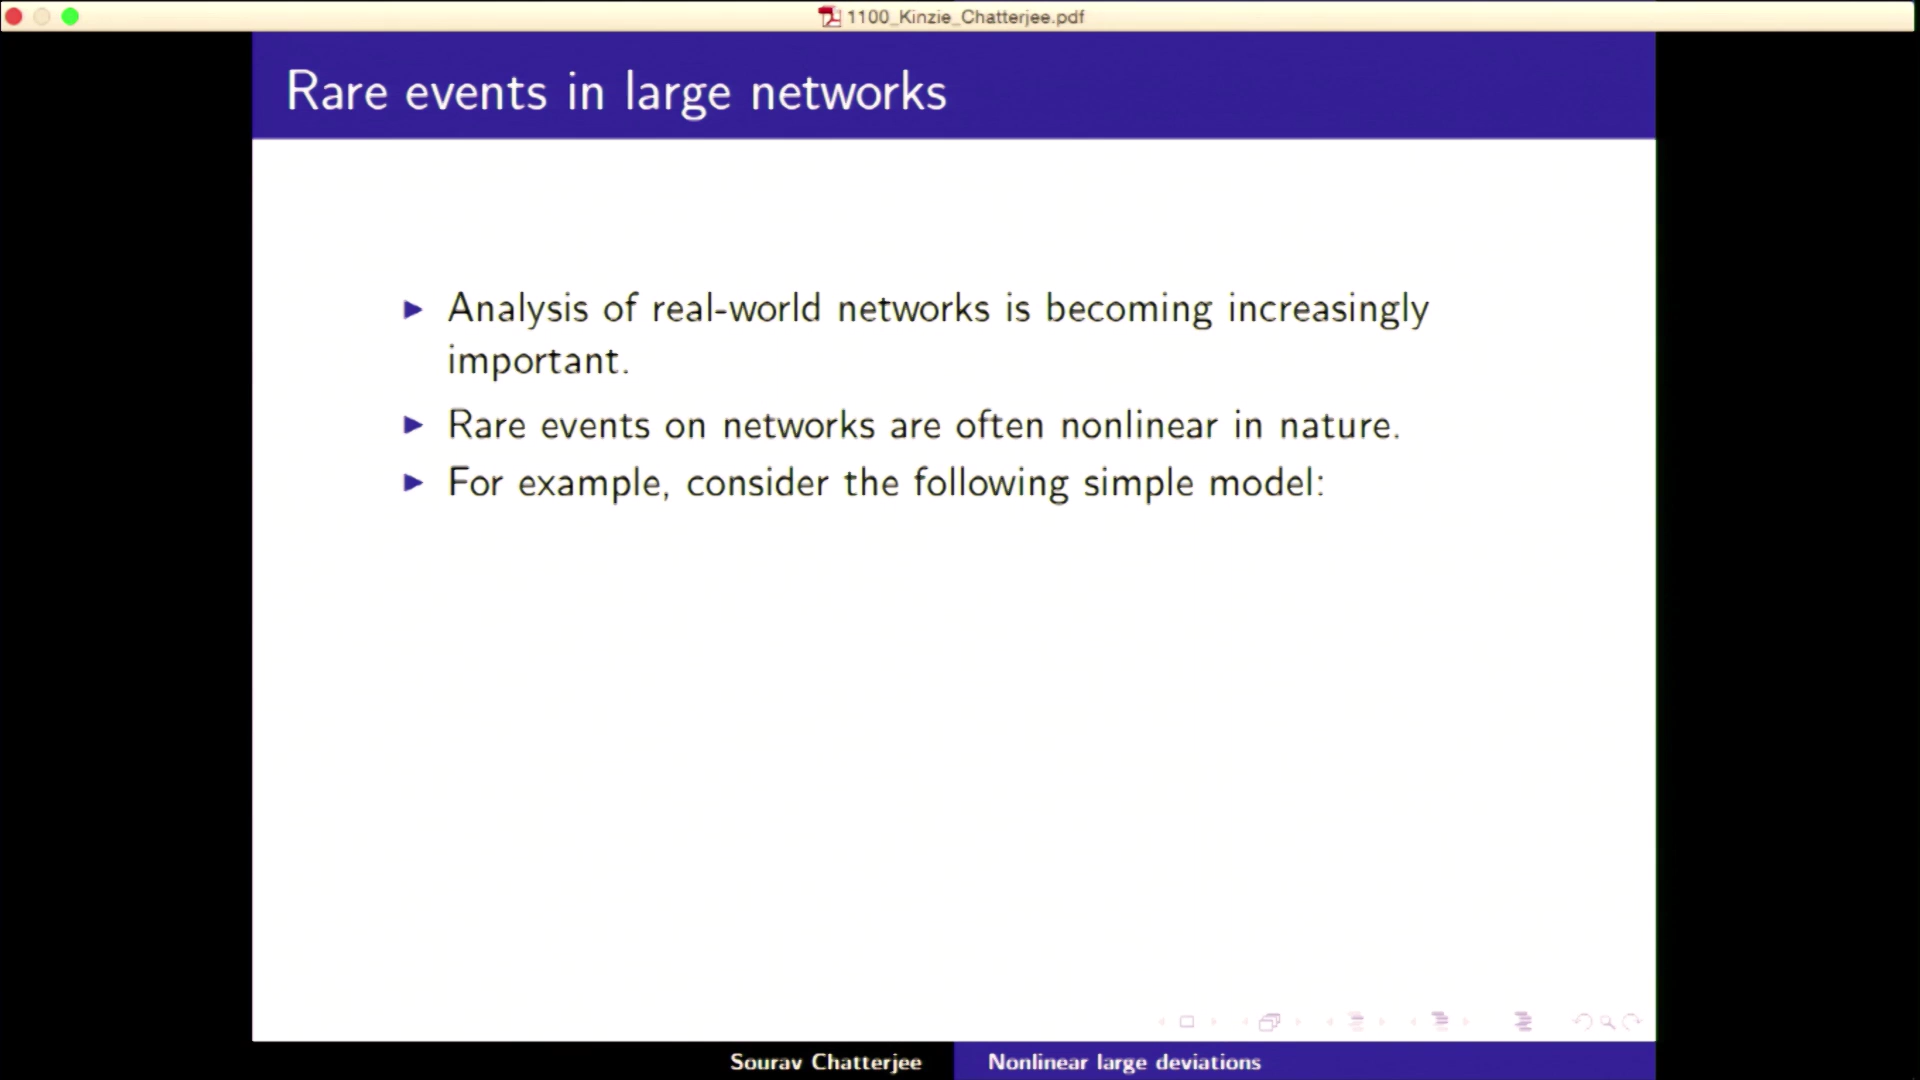 1100_Kinzie_Chatterjee.pdf
Rare events in large networks
Analysis of real-world networks is becoming increasingly
important.
Rare events on networks are often nonlinear in nature.
For example, consider the following simple model:
Sourav Chatterjee
Nonlinear large deviations